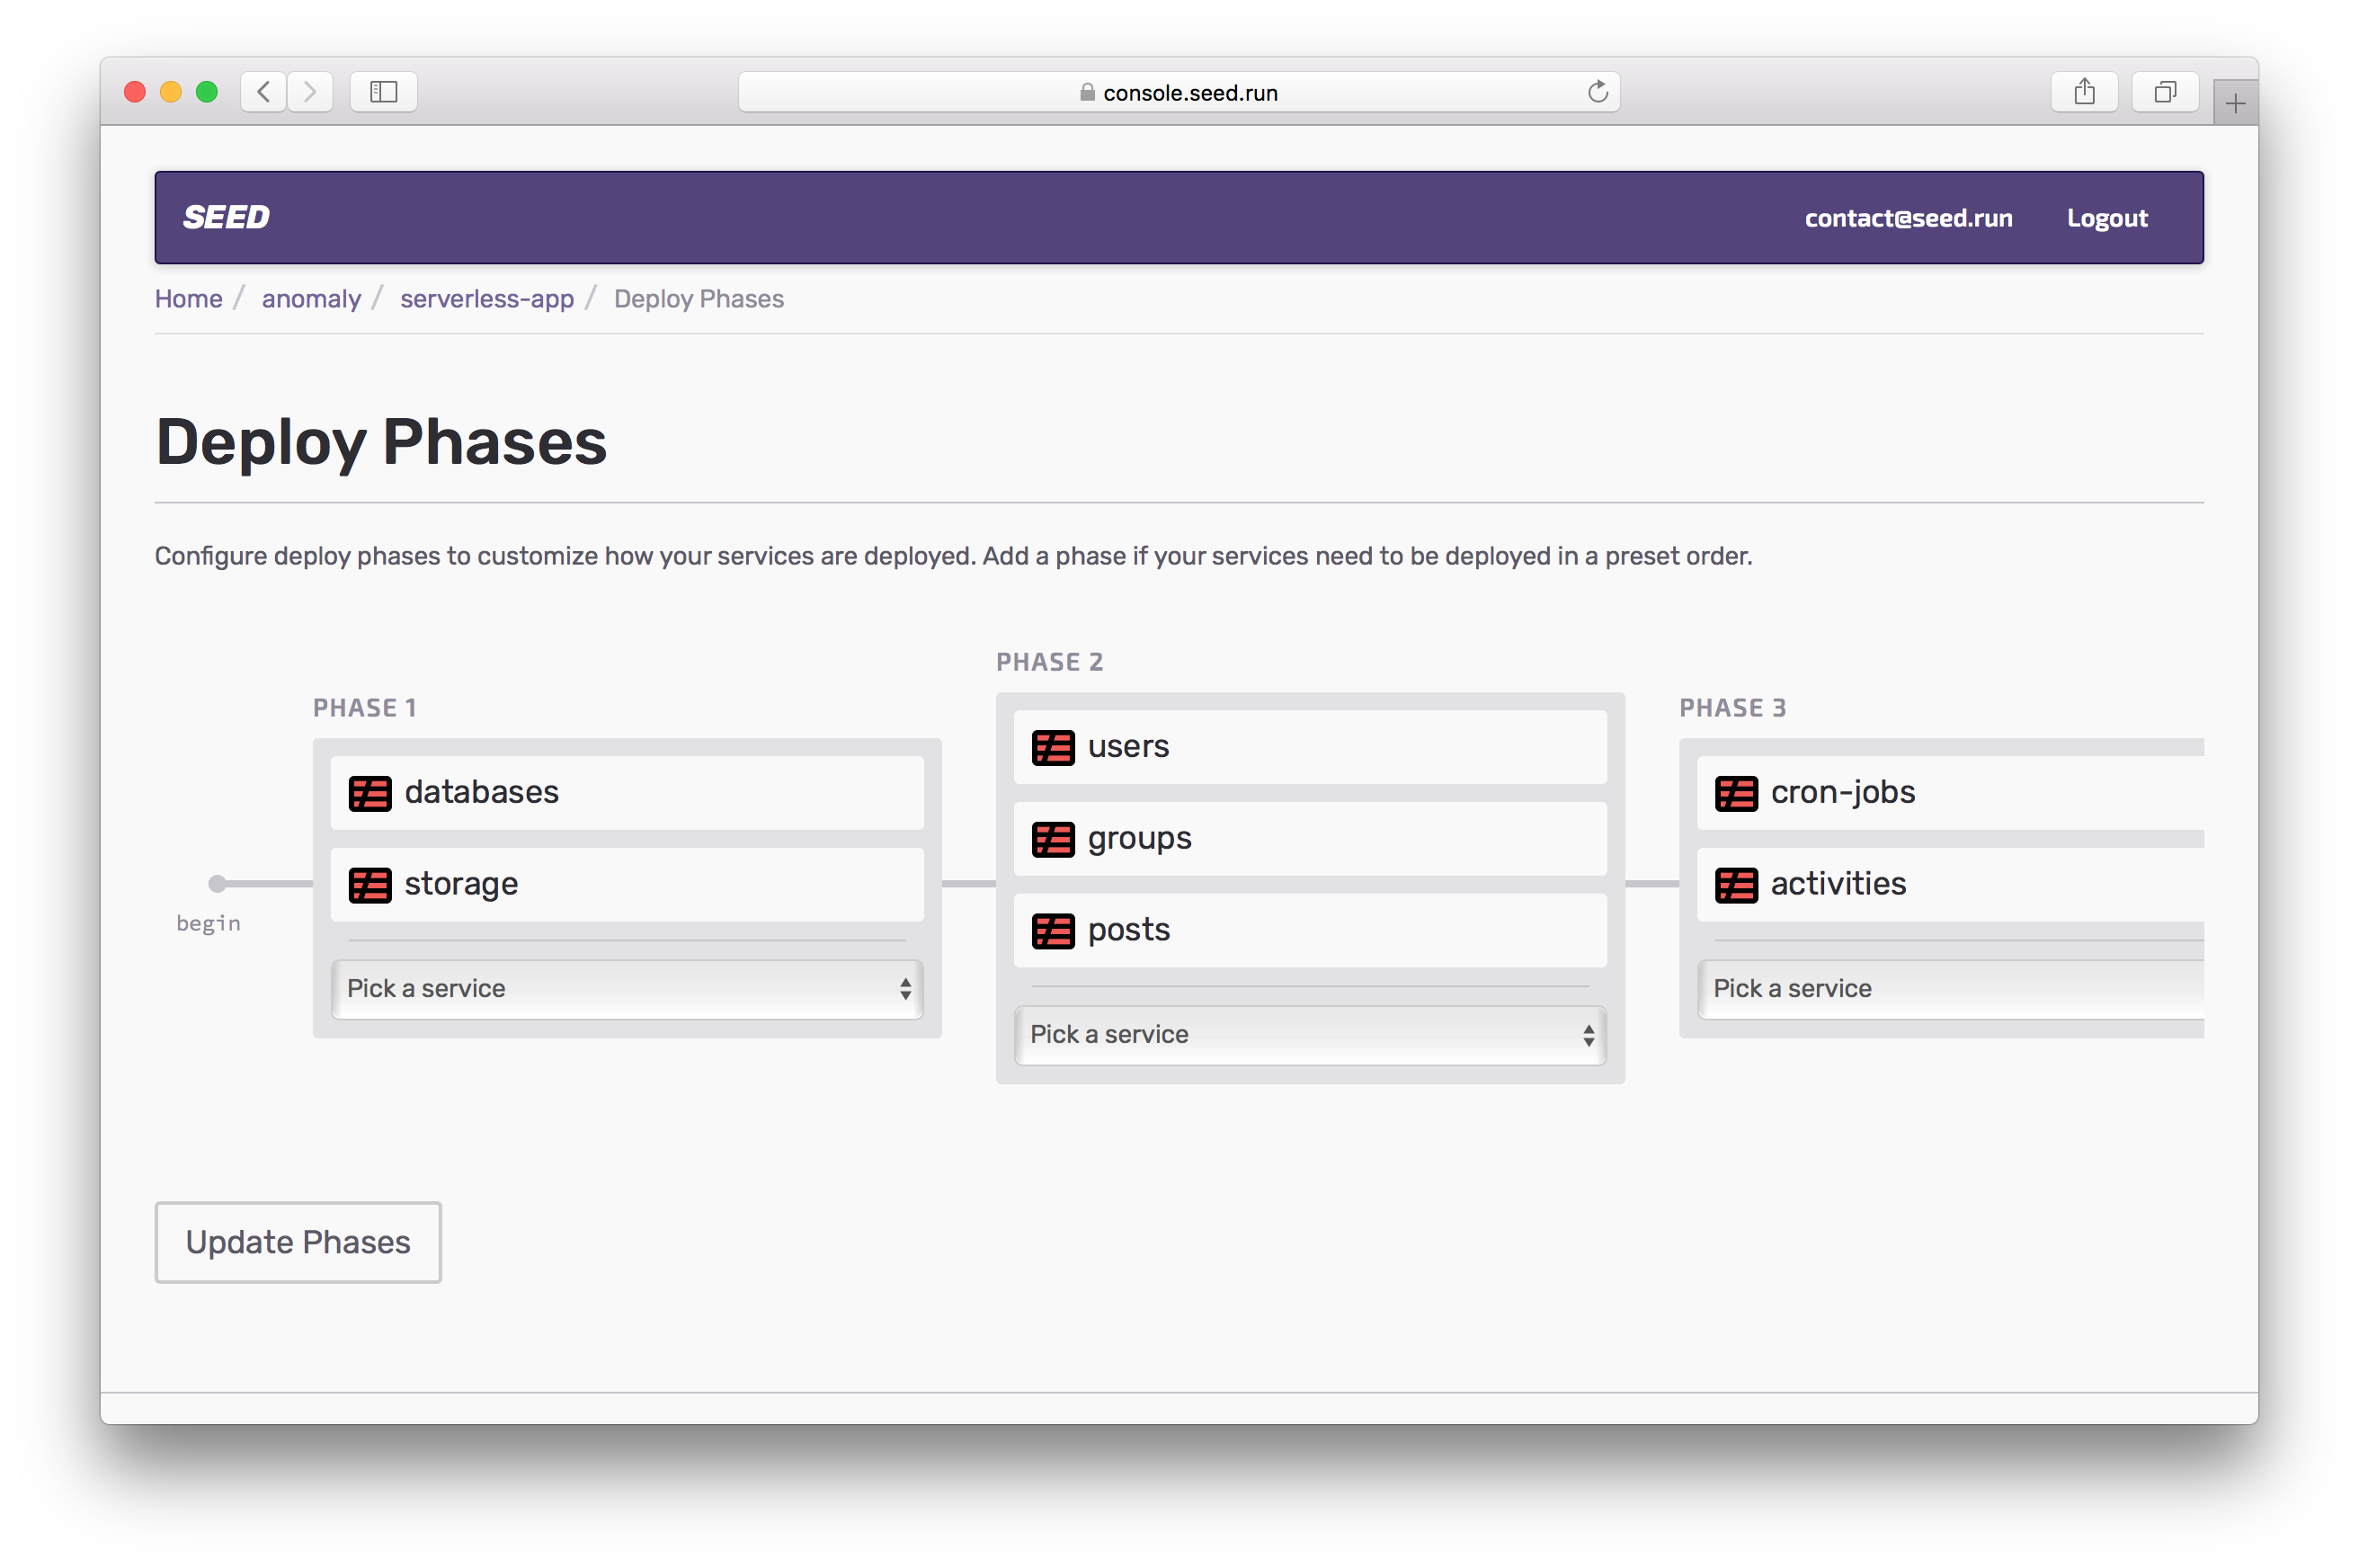 console.seed.run
SEED
contact@seed.run Logout
Home / anomaly / serverless-app / Deploy Phases
Deploy Phases
Configure deploy phases to customize how your services are deployed. Add a phase if your services need to be deployed in a preset order.
begin
PHASE 1
databases
storage
Pick a service
PHASE 2
users
groups
posts
Pick a service
PHASE 3
cron-jobs
activities
Pick a service
Update Phases